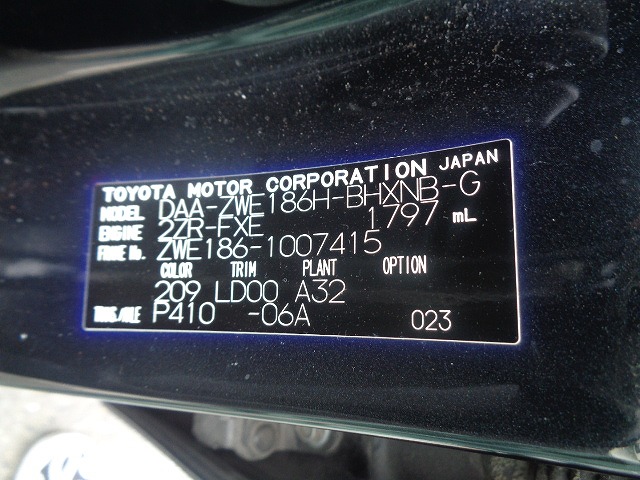 TOYOTA MOTOR CORPORATION JAPAN
MODEL DAA-ZWE186H-BHXNB-G
ENGINE 2ZR-FXE 1797 mL
FRAME No. ZWE186-1007415
COLOR TRIM PLANT OPTION
209 LD00 A32
TRANS./AXLE P410 -06A 023